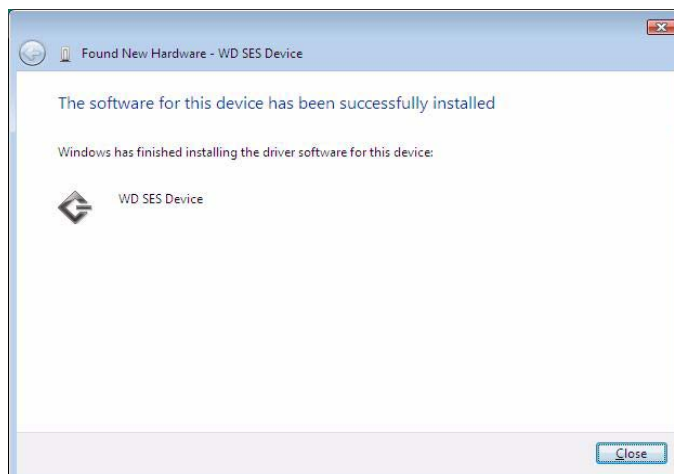 Found New Hardware - WD SES Device
The software for this device has been successfully installed
Windows has finished installing the driver software for this device:
WD SES Device
Close